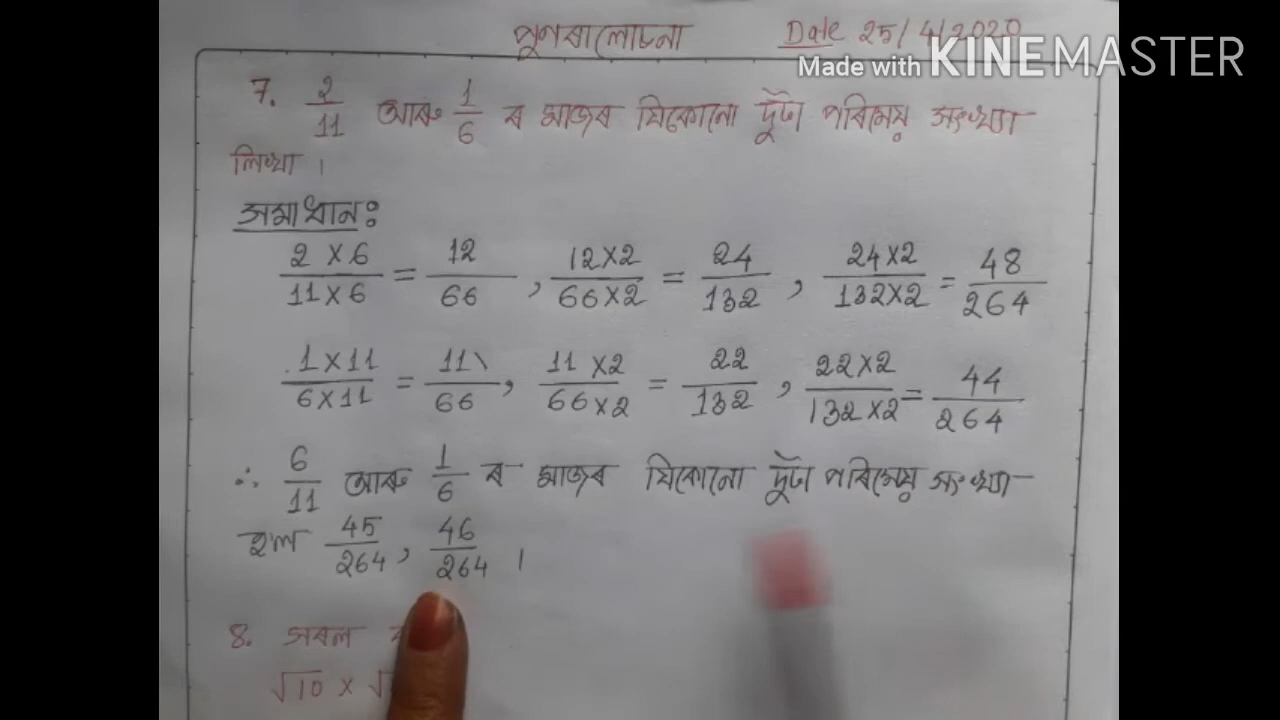 পুনৰালোচনা Date 25/4/2020
Made with KINEMASTER
7. 2/11 আৰু 1/6 ৰ মাজৰ যিকোনো দুটা পৰিমেয় সংখ্যা
লিখা ।
সমাধানঃ
2 × 6/11 × 6 = 12/66 , 12×2/66×2 = 24/132 , 24×2/132×2 = 48/264
1 × 11/6 × 11 = 11/66 , 11 × 2/66 × 2 = 22/132 , 22×2/132×2 = 44/264
∴ 6/11 আৰু 1/6 ৰ মাজৰ যিকোনো দুটা পৰিমেয় সংখ্যা
হ'ল 45/264 , 46/264 ।
8. সৰল
√10 × √